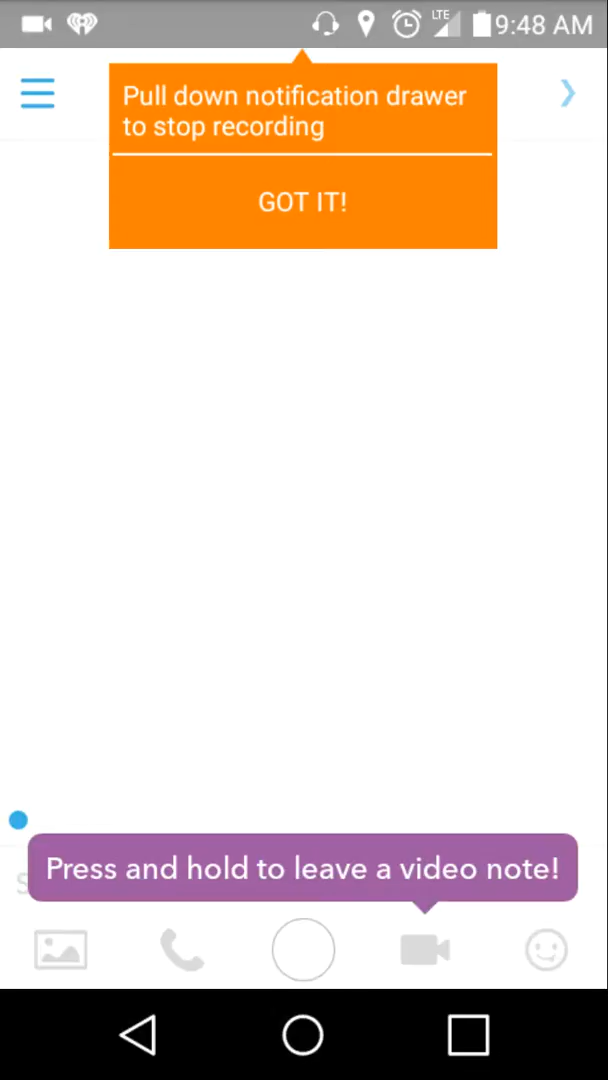 LTE
9:48 AM
Pull down notification drawer
to stop recording
GOT IT!
Press and hold to leave a video note!